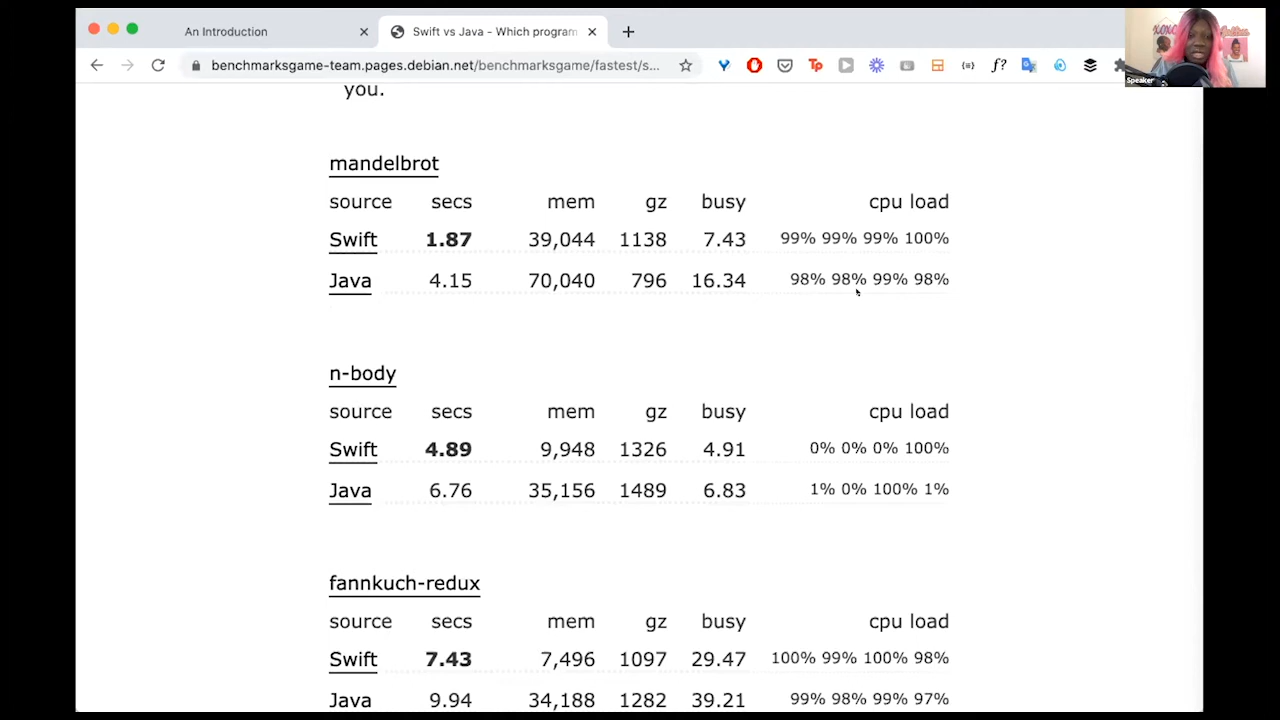 An Introduction
Swift vs Java - Which program
benchmarksgame-team.pages.debian.net/benchmarksgame/fastest/s...
Tp
{=}
f?
XOXO
Speaker
you.
mandelbrot
source secs mem gz busy cpu load
Swift 1.87 39,044 1138 7.43 99% 99% 99% 100%
Java 4.15 70,040 796 16.34 98% 98% 99% 98%
n-body
source secs mem gz busy cpu load
Swift 4.89 9,948 1326 4.91 0% 0% 0% 100%
Java 6.76 35,156 1489 6.83 1% 0% 100% 1%
fannkuch-redux
source secs mem gz busy cpu load
Swift 7.43 7,496 1097 29.47 100% 99% 100% 98%
Java 9.94 34,188 1282 39.21 99% 98% 99% 97%